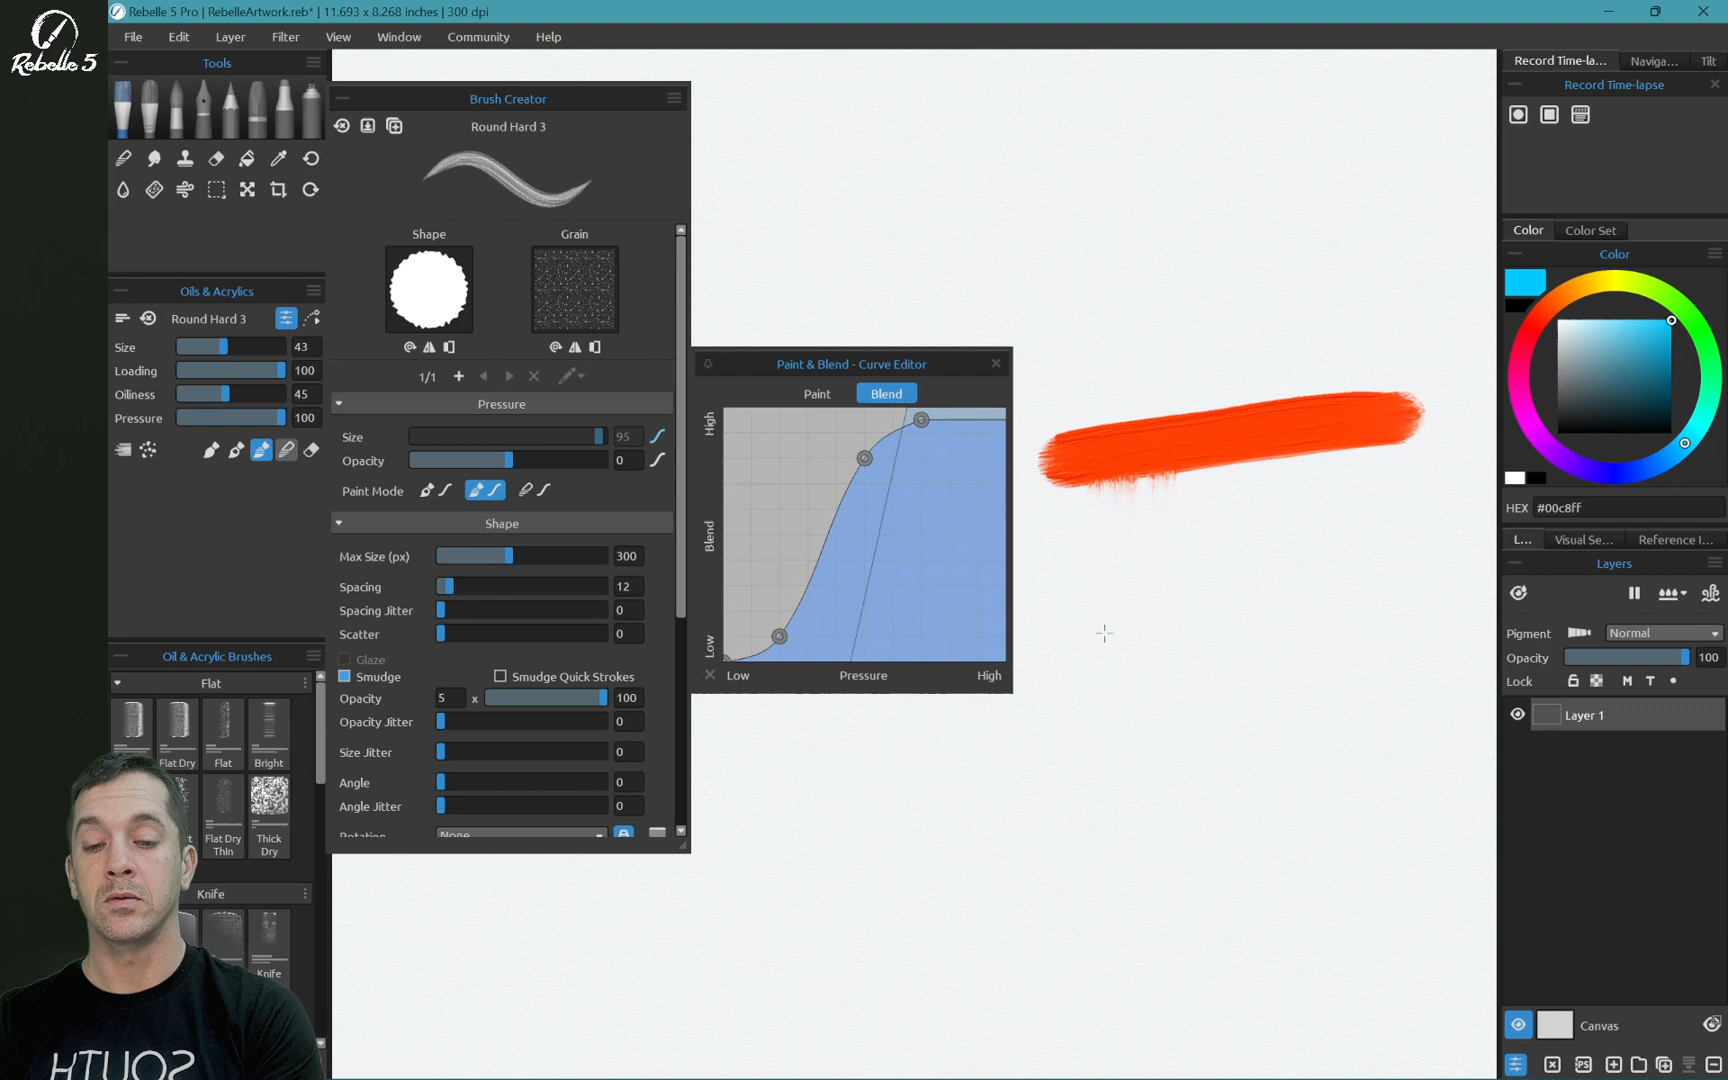 Rebelle 5 Pro | RebelleArtwork.reb* | 11.693 x 8.268 inches | 300 dpi
Rebelle 5
File Edit Layer Filter View Window Community Help
Tools
Oils & Acrylics
Round Hard 3
Size 43
Loading 100
Oiliness 45
Pressure 100
Oil & Acrylic Brushes
Flat
Flat Dry Flat Bright
Flat Dry Thin
Thick Dry
Knife
Knife
SOUTH
Brush Creator
Round Hard 3
Shape Grain
1/1
Pressure
Size 95
Opacity 0
Paint Mode
Shape
Max Size (px) 300
Spacing 12
Spacing Jitter 0
Scatter 0
Glaze
Smudge Smudge Quick Strokes
Opacity 5 x 100
Opacity Jitter 0
Size Jitter 0
Angle 0
Angle Jitter 0
Rotation None
Paint & Blend - Curve Editor
Paint Blend
High
Blend
Low
Low Pressure High
Record Time-la... Naviga... Tilt
Record Time-lapse
Color Color Set
Color
HEX #00c8ff
L... Visual Se... Reference I...
Layers
Pigment Normal
Opacity 100
Lock M T
Layer 1
Canvas
PS